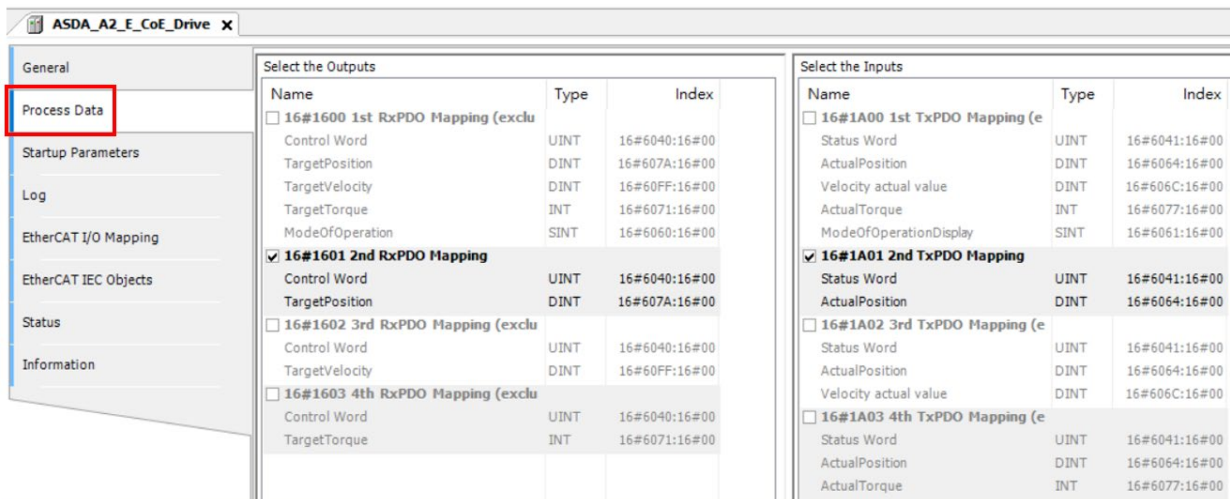 ASDA_A2_E_CoE_Drive X
General
Process Data
Startup Parameters
Log
EtherCAT I/O Mapping
EtherCAT IEC Objects
Status
Information
Select the Outputs
Name Type Index
16#1600 1st RxPDO Mapping (exclu
Control Word UINT 16#6040:16#00
TargetPosition DINT 16#607A:16#00
TargetVelocity DINT 16#60FF:16#00
TargetTorque INT 16#6071:16#00
ModeOfOperation SINT 16#6060:16#00
16#1601 2nd RxPDO Mapping
Control Word UINT 16#6040:16#00
TargetPosition DINT 16#607A:16#00
16#1602 3rd RxPDO Mapping (exclu
Control Word UINT 16#6040:16#00
TargetVelocity DINT 16#60FF:16#00
16#1603 4th RxPDO Mapping (exclu
Control Word UINT 16#6040:16#00
TargetTorque INT 16#6071:16#00
Select the Inputs
Name Type Index
16#1A00 1st TxPDO Mapping (e
Status Word UINT 16#6041:16#00
ActualPosition DINT 16#6064:16#00
Velocity actual value DINT 16#606C:16#00
ActualTorque INT 16#6077:16#00
ModeOfOperationDisplay SINT 16#6061:16#00
16#1A01 2nd TxPDO Mapping
Status Word UINT 16#6041:16#00
ActualPosition DINT 16#6064:16#00
16#1A02 3rd TxPDO Mapping (e
Status Word UINT 16#6041:16#00
ActualPosition DINT 16#6064:16#00
Velocity actual value DINT 16#606C:16#00
16#1A03 4th TxPDO Mapping (e
Status Word UINT 16#6041:16#00
ActualPosition DINT 16#6064:16#00
ActualTorque INT 16#6077:16#00